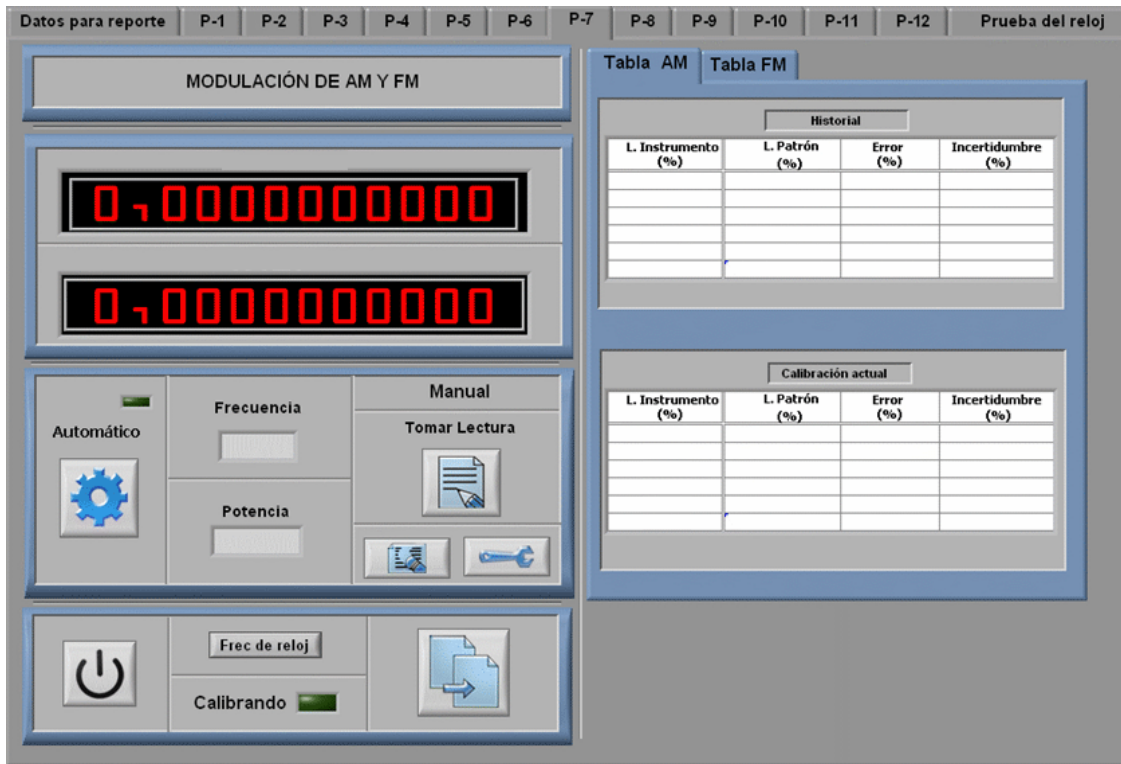 Datos para reporte P-1 P-2 P-3 P-4 P-5 P-6 P-7 P-8 P-9 P-10 P-11 P-12 Prueba del reloj
MODULACIÓN DE AM Y FM
0,0000000000
0,0000000000
Automático
Frecuencia
Potencia
Manual
Tomar Lectura
Frec de reloj
Calibrando
Tabla AM Tabla FM
Historial
L. Instrumento (%) L. Patrón (%) Error (%) Incertidumbre (%)
Calibración actual
L. Instrumento (%) L. Patrón (%) Error (%) Incertidumbre (%)